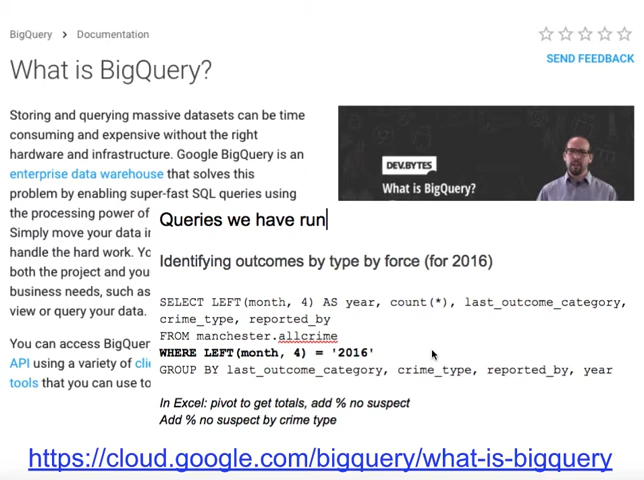 BigQuery > Documentation
SEND FEEDBACK
What is BigQuery?
Storing and querying massive datasets can be time
consuming and expensive without the right
hardware and infrastructure. Google BigQuery is an
enterprise data warehouse that solves this
problem by enabling super-fast SQL queries using
the processing power of
Simply move your data in
handle the hard work.
both the project and you
business needs, such as
view or query your data.
You can access BigQuery
API using a variety of
tools that you can use to
DEV.BYTES
What is BigQuery?
Queries we have run
Identifying outcomes by type by force (for 2016)
SELECT LEFT(month, 4) AS year, count(*), last_outcome_category,
crime_type, reported_by
FROM manchester.allcrime
WHERE LEFT(month, 4) = '2016'
GROUP BY last_outcome_category, crime_type, reported_by, year
In Excel: pivot to get totals, add % no suspect
Add % no suspect by crime type
https://cloud.google.com/bigquery/what-is-bigquery